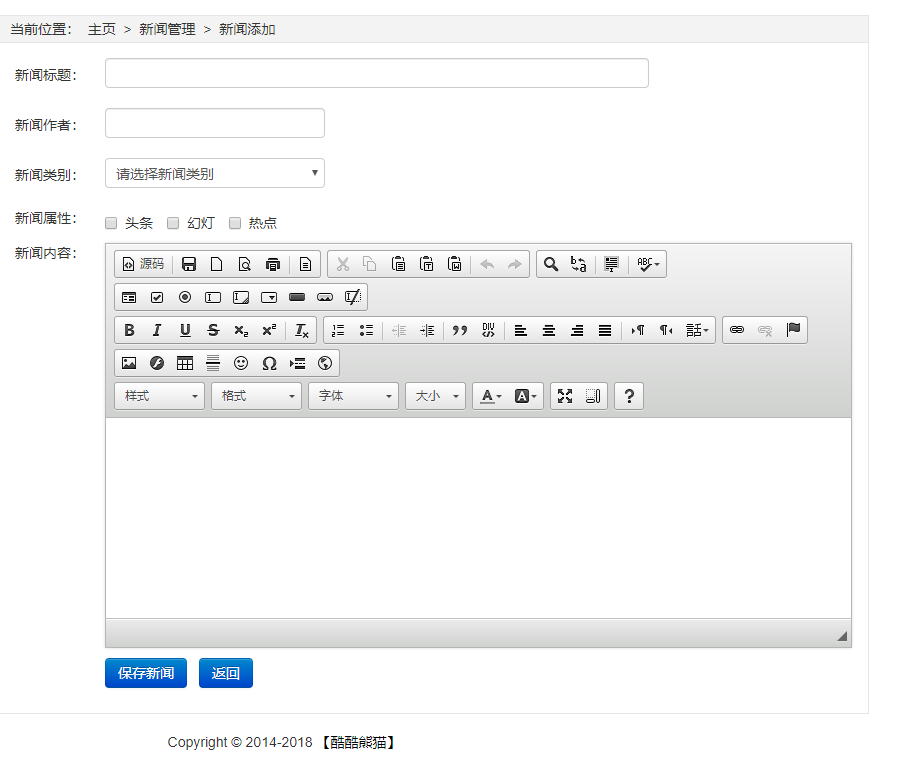 当前位置： 主页 > 新闻管理 > 新闻添加
新闻标题：
新闻作者：
新闻类别： 请选择新闻类别
新闻属性： 头条 幻灯 热点
新闻内容：
源码
样式 格式 字体 大小
保存新闻 返回
Copyright © 2014-2018 【酷酷熊猫】